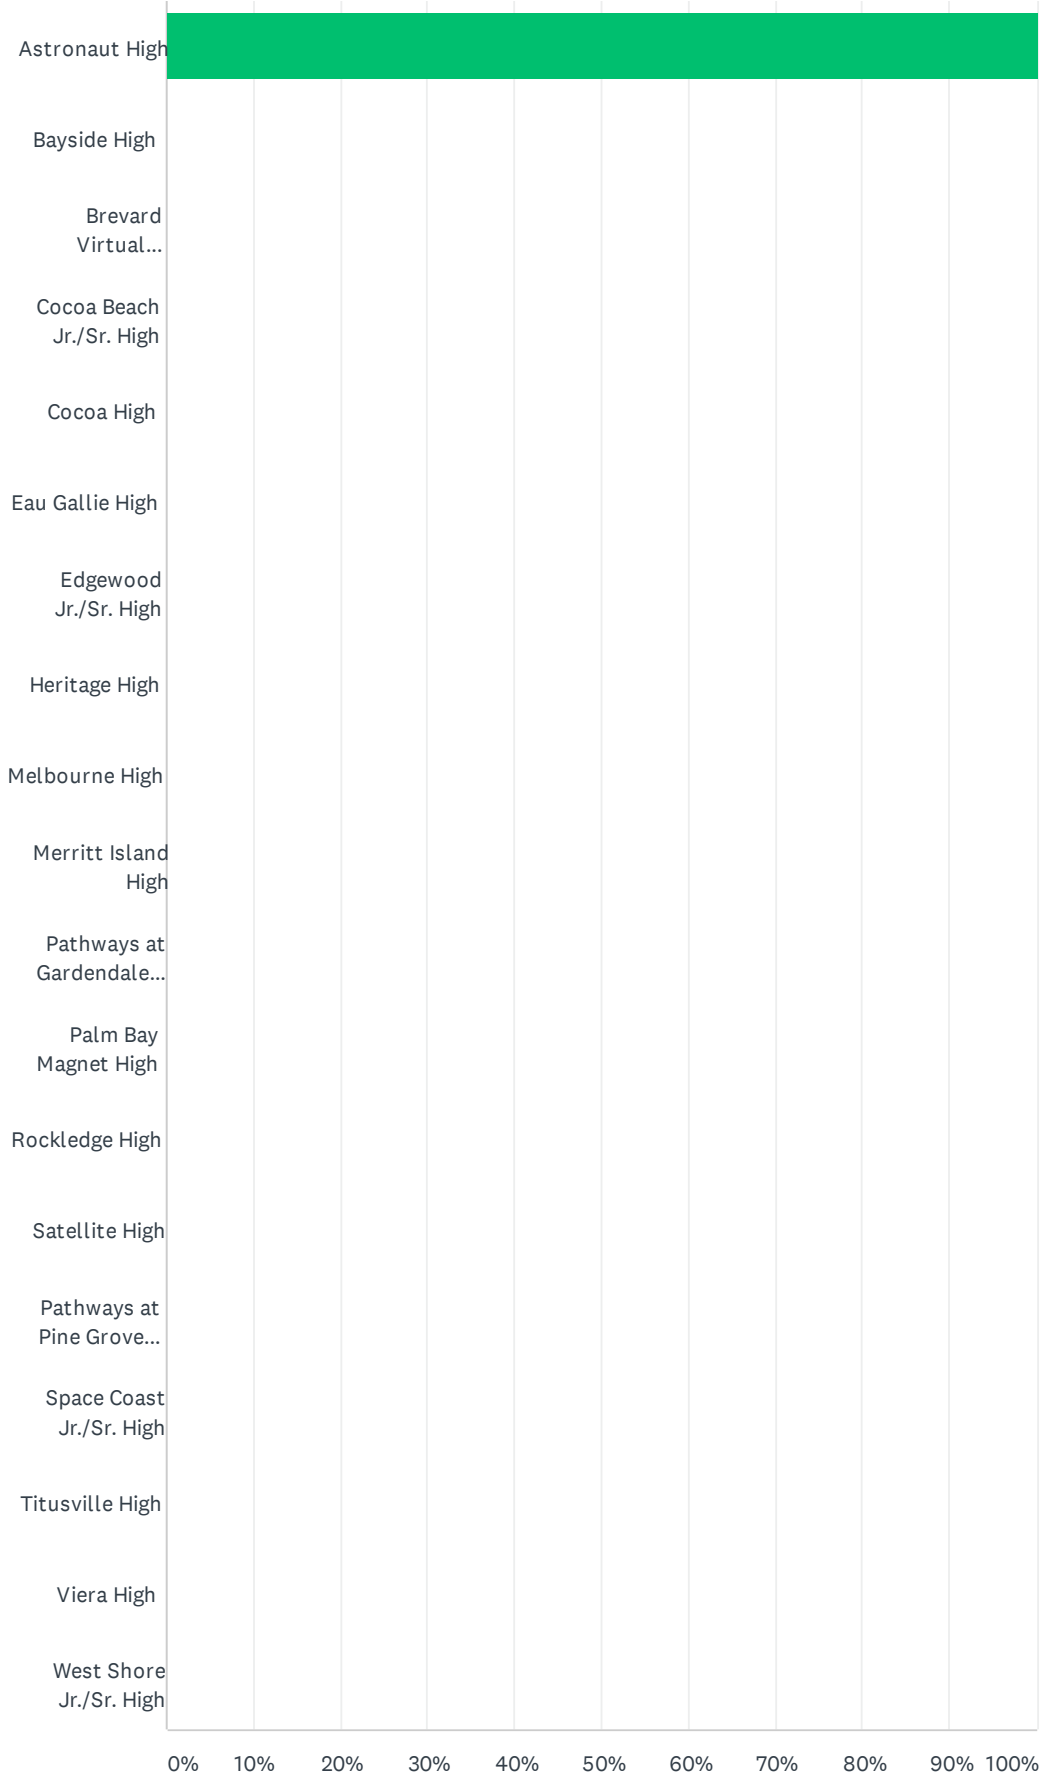 Astronaut High
Bayside High
Brevard
Virtual...
Cocoa Beach
Jr./Sr. High
Cocoa High
Eau Gallie High
Edgewood
Jr./Sr. High
Heritage High
Melbourne High
Merritt Island
High
Pathways at
Gardendale...
Palm Bay
Magnet High
Rockledge High
Satellite High
Pathways at
Pine Grove...
Space Coast
Jr./Sr. High
Titusville High
Viera High
West Shore
Jr./Sr. High
0% 10% 20% 30% 40% 50% 60% 70% 80% 90% 100%